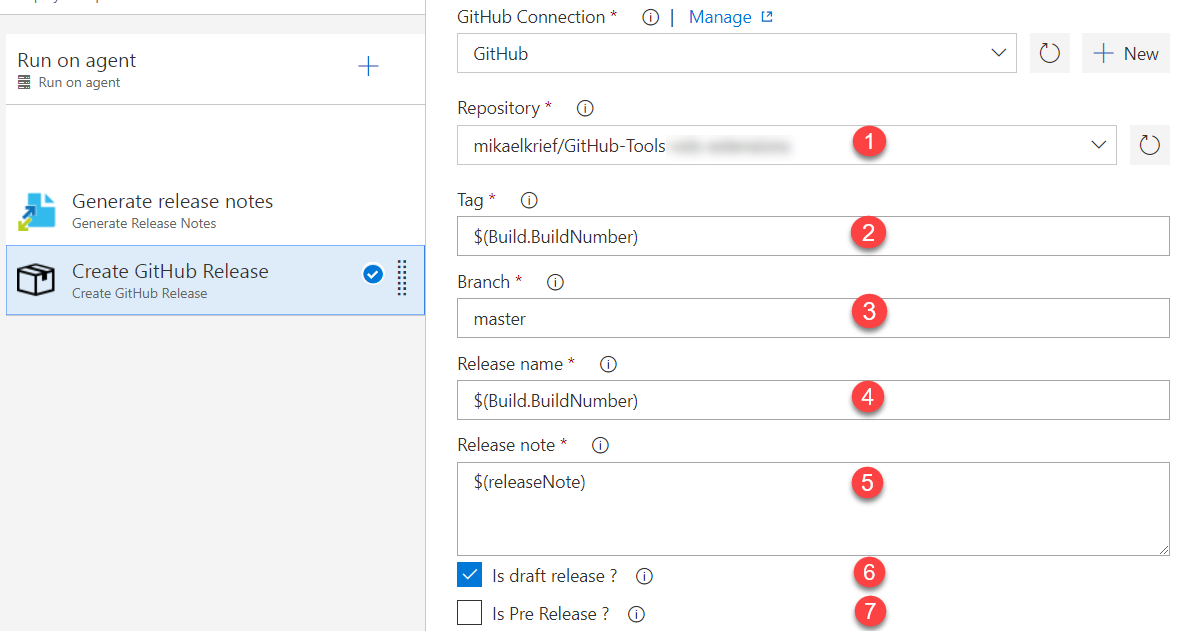 Run on agent
Run on agent
Generate release notes
Generate Release Notes
Create GitHub Release
Create GitHub Release
GitHub Connection * | Manage
GitHub
New
Repository *
mikaelkrief/GitHub-Tools
1
Tag *
$(Build.BuildNumber)
2
Branch *
master
3
Release name *
$(Build.BuildNumber)
4
Release note *
$(releaseNote)
5
Is draft release ?
6
Is Pre Release ?
7